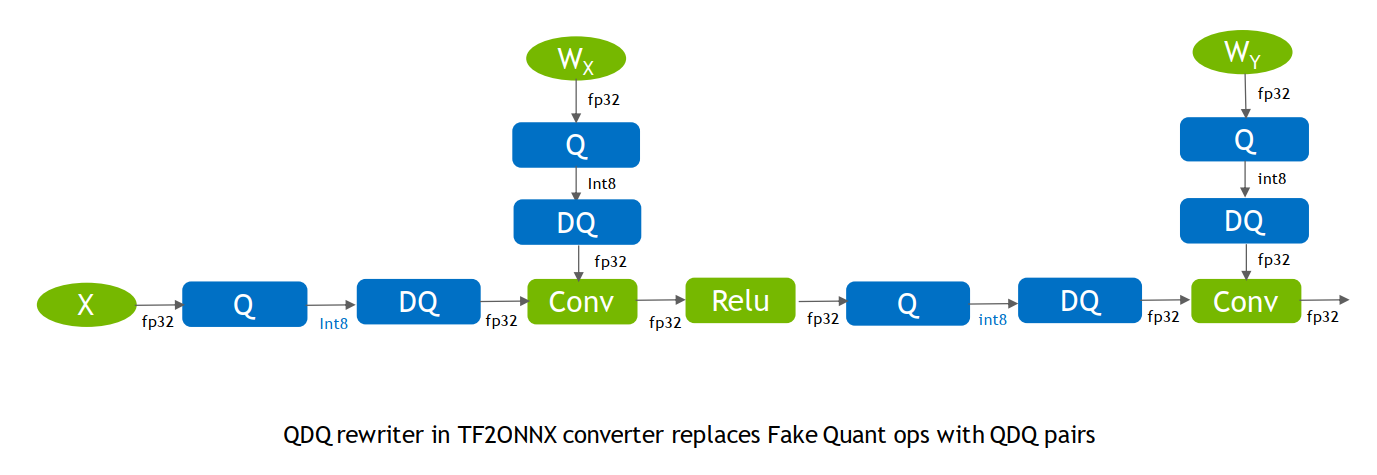 W_X
W_Y
fp32
fp32
Q
Q
Int8
int8
DQ
DQ
fp32
fp32
X
Q
DQ
Conv
Relu
Q
DQ
Conv
fp32
Int8
fp32
fp32
fp32
int8
fp32
fp32
QDQ rewriter in TF2ONNX converter replaces Fake Quant ops with QDQ pairs